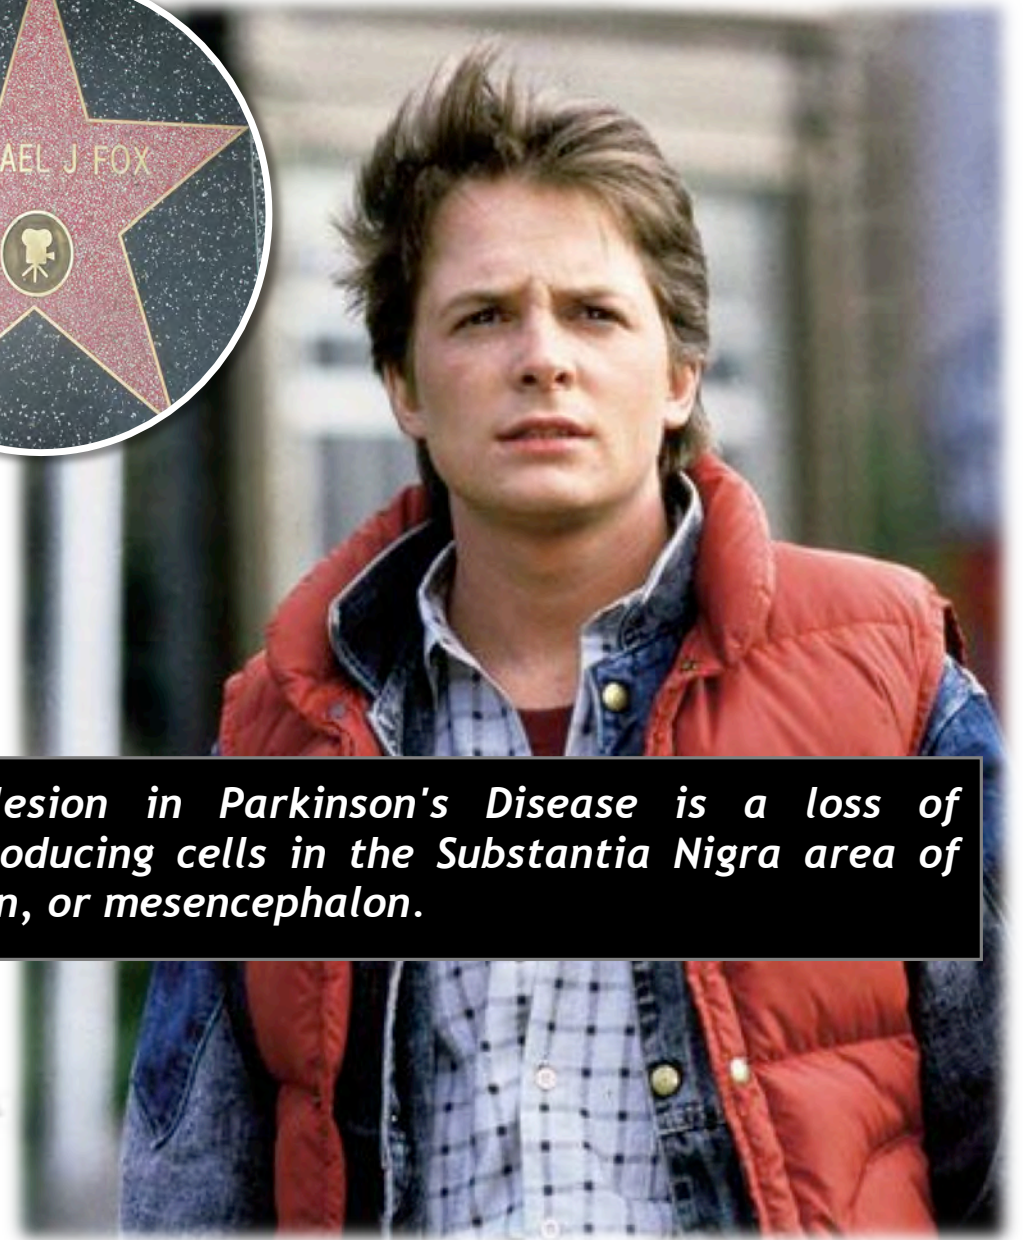 AEL J FOX
lesion in Parkinson's Disease is a loss of
oducing cells in the Substantia Nigra area of
n, or mesencephalon.